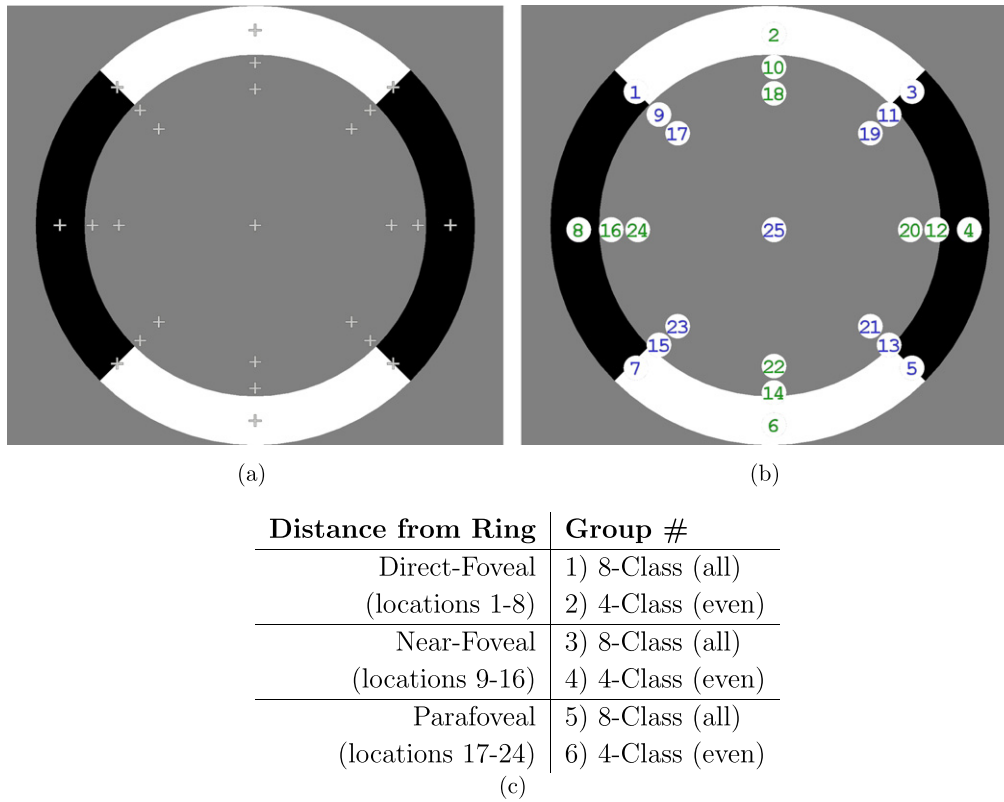 2
10
18
1
3
9
11
17
19
8 16 24 25 20 12 4
23
21
15
13
7
22
5
14
6
(a)
(b)
Distance from Ring Group #
Direct-Foveal 1) 8-Class (all)
(locations 1-8) 2) 4-Class (even)
Near-Foveal 3) 8-Class (all)
(locations 9-16) 4) 4-Class (even)
Parafoveal 5) 8-Class (all)
(locations 17-24) 6) 4-Class (even)
(c)